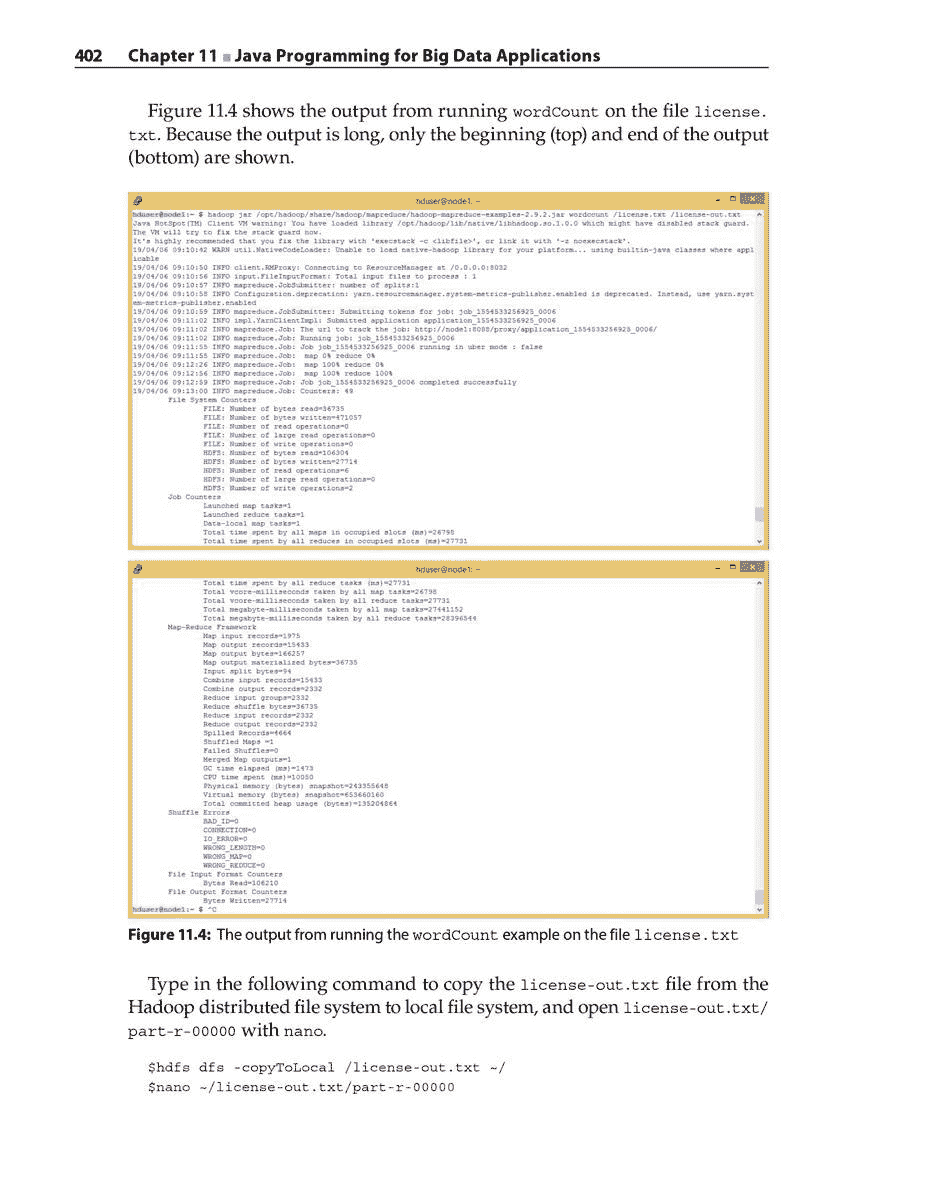 402 Chapter 11 ■ Java Programming for Big Data Applications
Figure 11.4 shows the output from running wordCount on the file license.
txt. Because the output is long, only the beginning (top) and end of the output
(bottom) are shown.
hduser@node1: ~
hduser@node1:~ $ hadoop jar /opt/hadoop/share/hadoop/mapreduce/hadoop-mapreduce-examples-2.9.2.jar wordcount /license.txt /license-out.txt
Java HotSpot(TM) Client VM warning: You have loaded library /opt/hadoop/lib/native/libhadoop.so.1.0.0 which might have disabled stack guard.
The VM will try to fix the stack guard now.
It's highly recommended that you fix the library with 'execstack -c <libfile>', or link it with '-z noexecstack'.
19/04/06 09:10:42 WARN util.NativeCodeLoader: Unable to load native-hadoop library for your platform... using builtin-java classes where appl
icable
19/04/06 09:10:50 INFO client.RMProxy: Connecting to ResourceManager at /0.0.0.0:8032
19/04/06 09:10:56 INFO input.FileInputFormat: Total input files to process : 1
19/04/06 09:10:57 INFO mapreduce.JobSubmitter: number of splits:1
19/04/06 09:10:58 INFO Configuration.deprecation: yarn.resourcemanager.system-metrics-publisher.enabled is deprecated. Instead, use yarn.syst
em-metrics-publisher.enabled
19/04/06 09:10:59 INFO mapreduce.JobSubmitter: Submitting tokens for job: job_1554533256925_0006
19/04/06 09:11:02 INFO impl.YarnClientImpl: Submitted application application_1554533256925_0006
19/04/06 09:11:02 INFO mapreduce.Job: The url to track the job: http://node1:8088/proxy/application_1554533256925_0006/
19/04/06 09:11:02 INFO mapreduce.Job: Running job: job_1554533256925_0006
19/04/06 09:11:55 INFO mapreduce.Job: Job job_1554533256925_0006 running in uber mode : false
19/04/06 09:11:55 INFO mapreduce.Job: map 0% reduce 0%
19/04/06 09:12:26 INFO mapreduce.Job: map 100% reduce 0%
19/04/06 09:12:56 INFO mapreduce.Job: map 100% reduce 100%
19/04/06 09:12:59 INFO mapreduce.Job: Job job_1554533256925_0006 completed successfully
19/04/06 09:13:00 INFO mapreduce.Job: Counters: 49
File System Counters
FILE: Number of bytes read=36735
FILE: Number of bytes written=471057
FILE: Number of read operations=0
FILE: Number of large read operations=0
FILE: Number of write operations=0
HDFS: Number of bytes read=106304
HDFS: Number of bytes written=27714
HDFS: Number of read operations=6
HDFS: Number of large read operations=0
HDFS: Number of write operations=2
Job Counters
Launched map tasks=1
Launched reduce tasks=1
Data-local map tasks=1
Total time spent by all maps in occupied slots (ms)=26798
Total time spent by all reduces in occupied slots (ms)=27731
hduser@node1: ~
Total time spent by all reduce tasks (ms)=27731
Total vcore-milliseconds taken by all map tasks=26798
Total vcore-milliseconds taken by all reduce tasks=27731
Total megabyte-milliseconds taken by all map tasks=27441152
Total megabyte-milliseconds taken by all reduce tasks=28396544
Map-Reduce Framework
Map input records=1975
Map output records=15433
Map output bytes=166257
Map output materialized bytes=36735
Input split bytes=94
Combine input records=15433
Combine output records=2332
Reduce input groups=2332
Reduce shuffle bytes=36735
Reduce input records=2332
Reduce output records=2332
Spilled Records=4664
Shuffled Maps =1
Failed Shuffles=0
Merged Map outputs=1
GC time elapsed (ms)=1473
CPU time spent (ms)=10050
Physical memory (bytes) snapshot=243355648
Virtual memory (bytes) snapshot=653660160
Total committed heap usage (bytes)=135204864
Shuffle Errors
BAD_ID=0
CONNECTION=0
IO_ERROR=0
WRONG_LENGTH=0
WRONG_MAP=0
WRONG_REDUCE=0
File Input Format Counters
Bytes Read=106210
File Output Format Counters
Bytes Written=27714
hduser@node1:~ $ ^C
Figure 11.4: The output from running the wordCount example on the file license.txt
Type in the following command to copy the license-out.txt file from the
Hadoop distributed file system to local file system, and open license-out.txt/
part-r-00000 with nano.
$hdfs dfs -copyToLocal /license-out.txt ~/
$nano ~/license-out.txt/part-r-00000